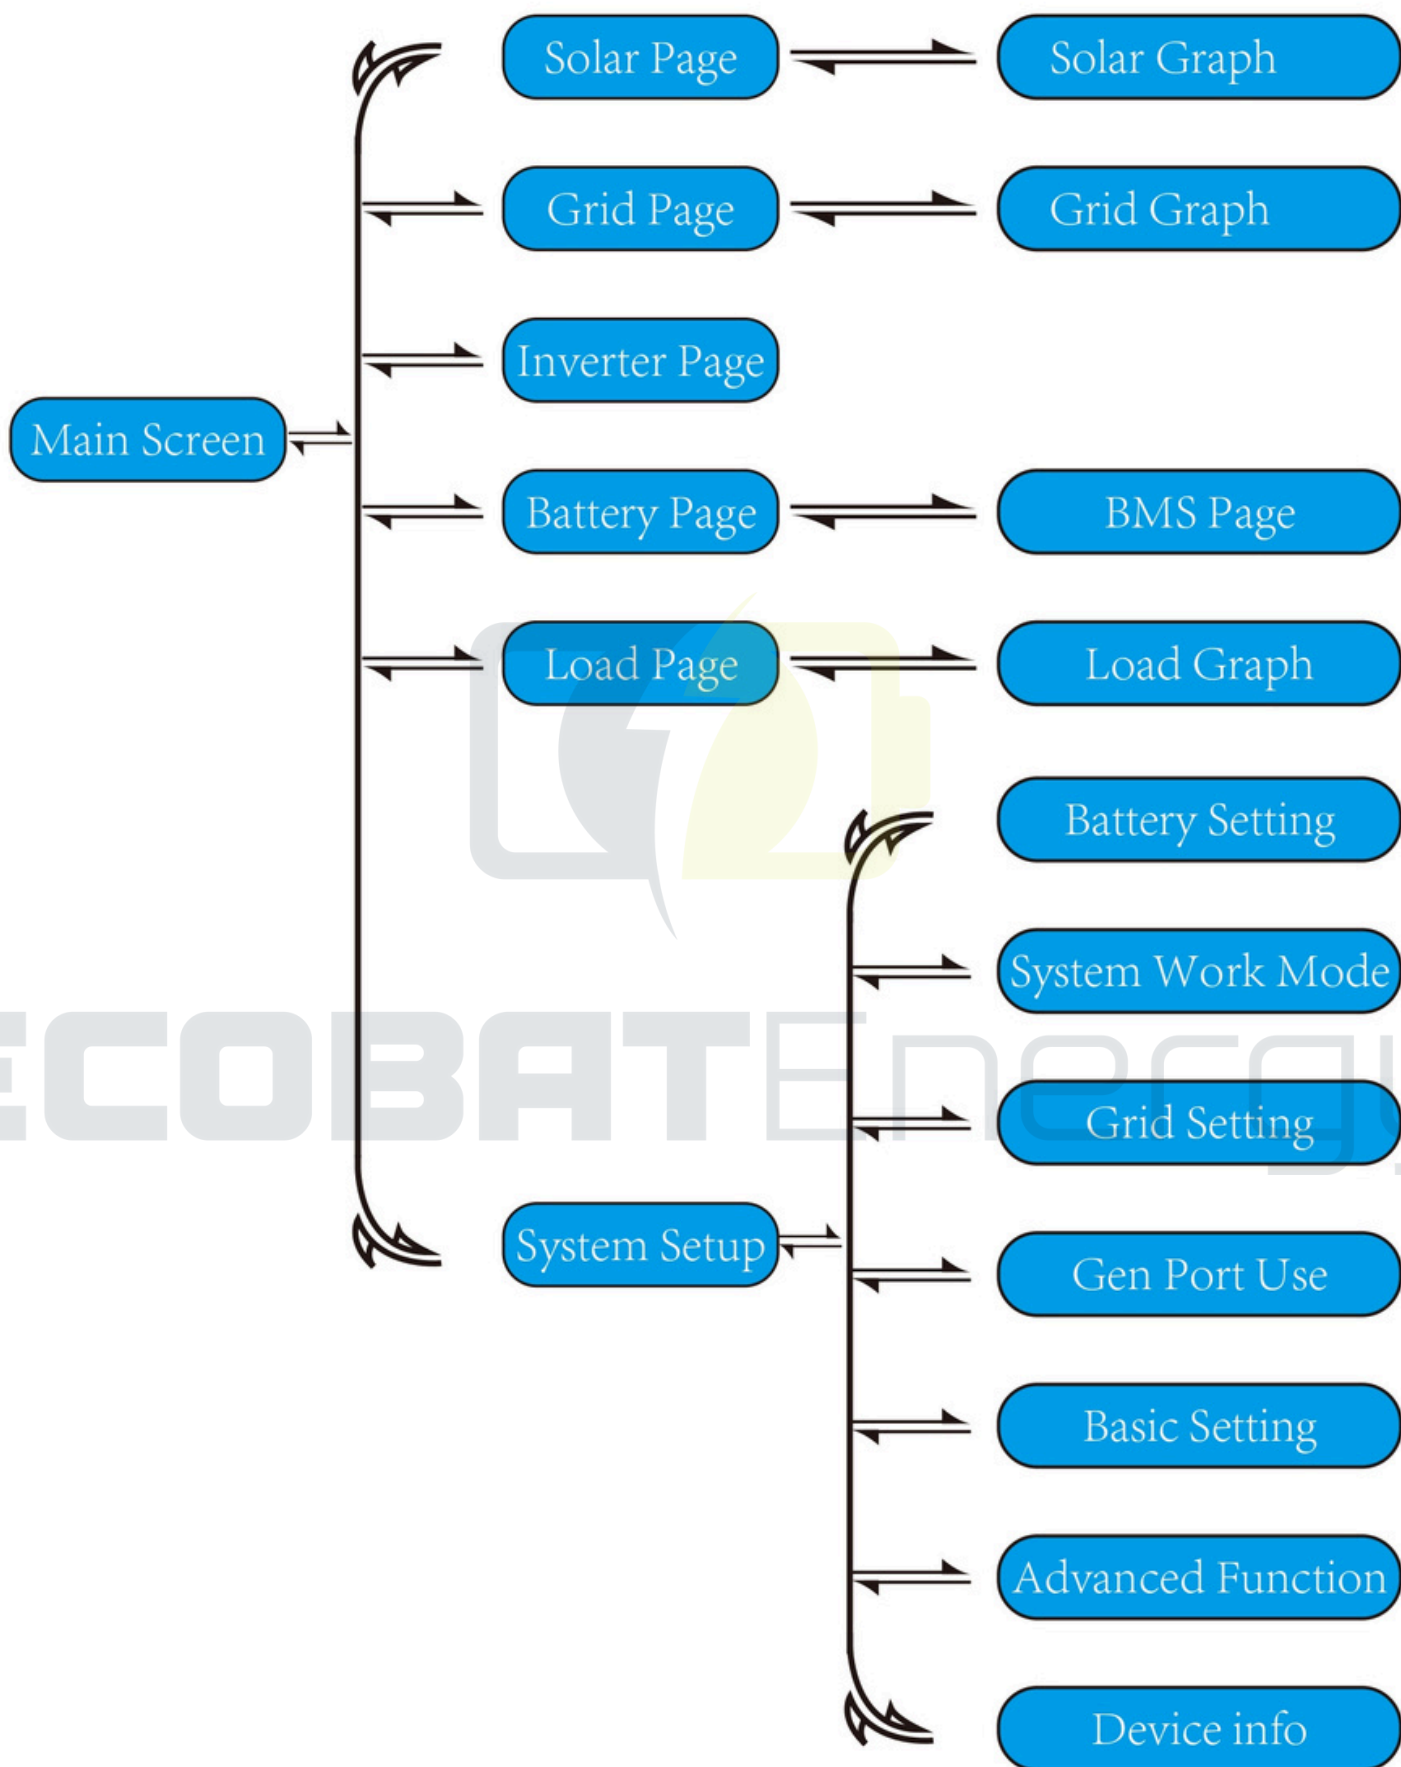 Solar Page
Solar Graph
Grid Page
Grid Graph
Inverter Page
Main Screen
Battery Page
BMS Page
Load Page
Load Graph
Battery Setting
System Work Mode
ECOBATEnergy
Grid Setting
System Setup
Gen Port Use
Basic Setting
Advanced Function
Device info